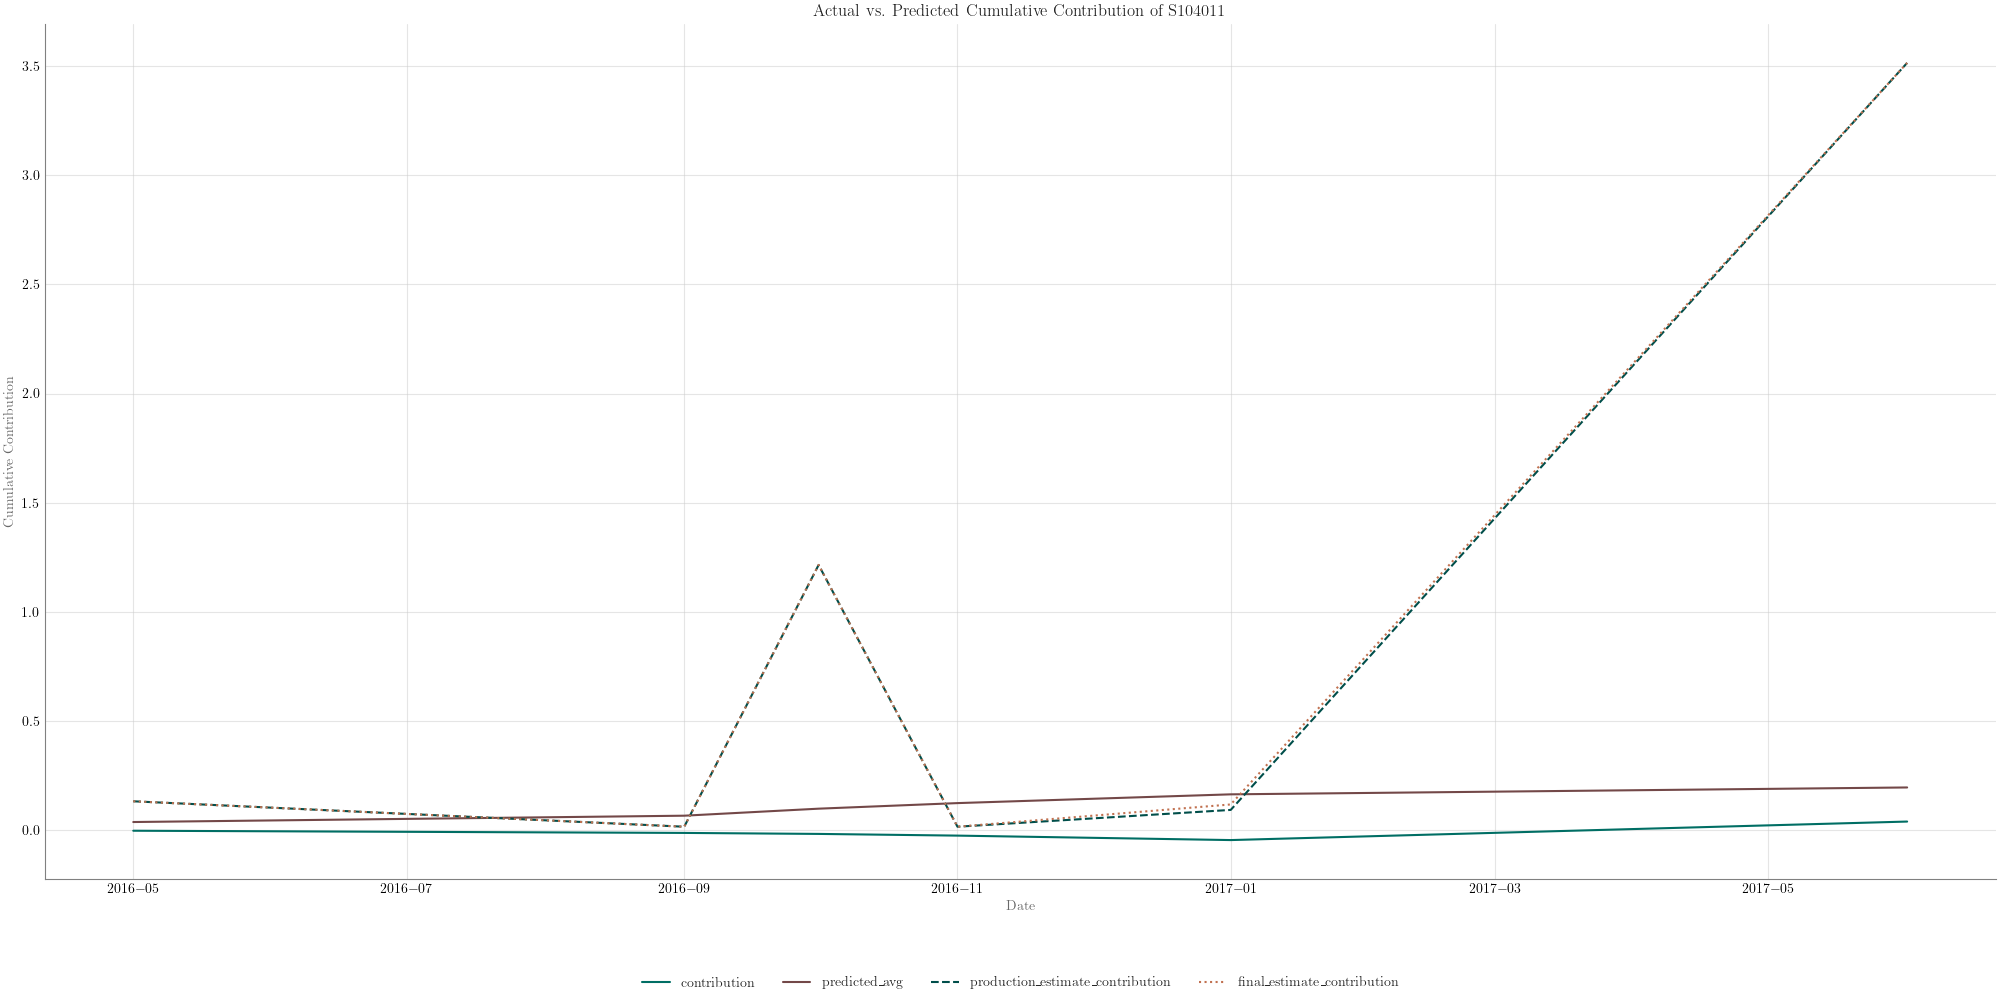 Actual vs. Predicted Cumulative Contribution of S104011
Cumulative Contribution
3.5
3.0
2.5
2.0
1.5
1.0
0.5
0.0
2016–05 2016–07 2016–09 2016–11 2017–01 2017–03 2017–05
Date
contribution predicted_avg production_estimate_contribution final_estimate_contribution